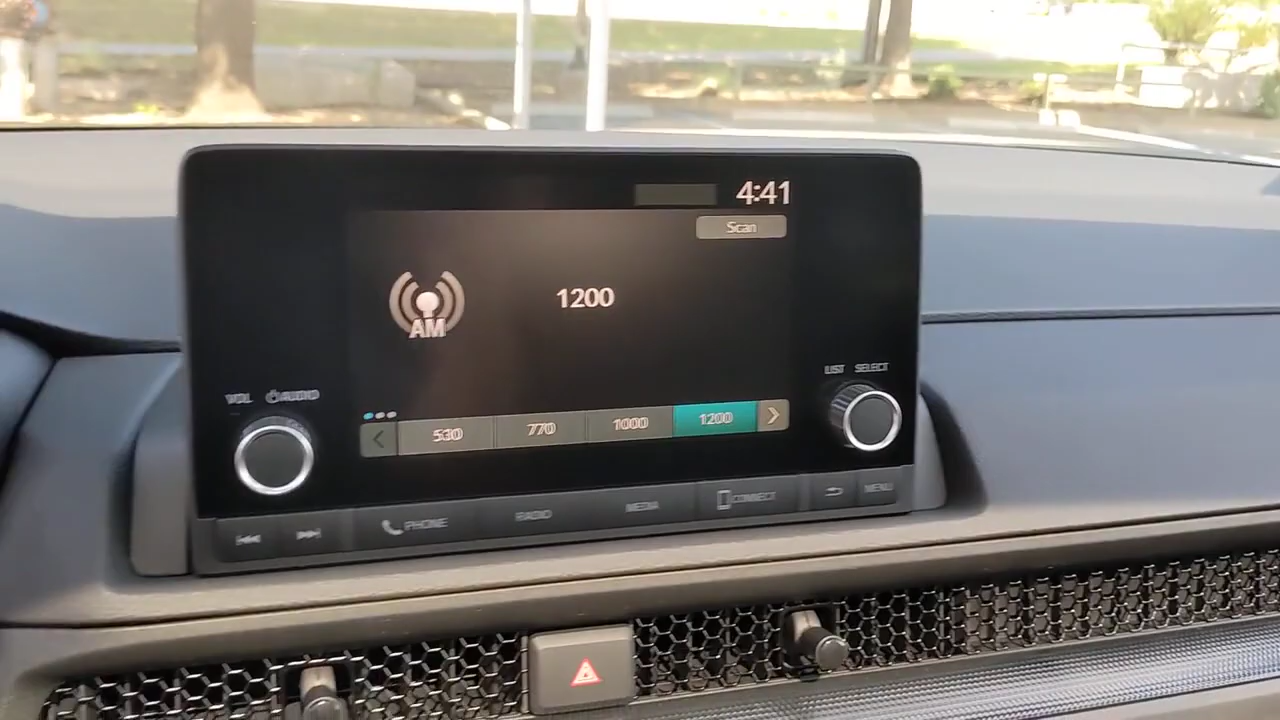 4:41
Scan
AM
1200
LIST SELECT
VOL AUDIO
530 770 1000 1200
PHONE RADIO MEDIA CONNECT MENU